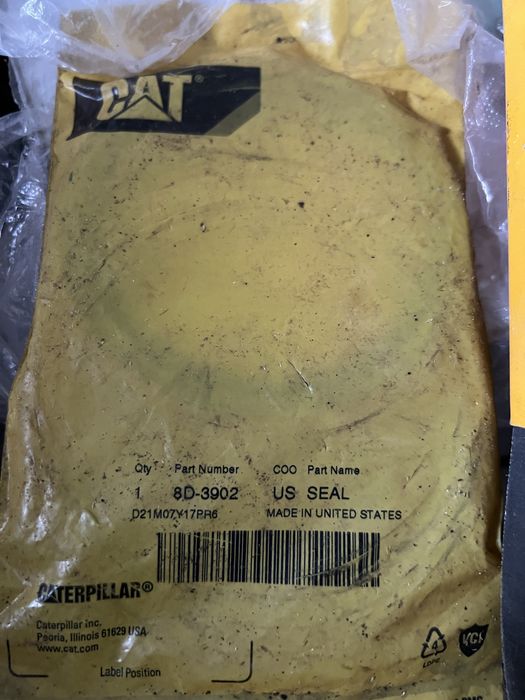 CAT®
Qty Part Number COO Part Name
1 8D-3902 US SEAL
D21M07Y17PR6 MADE IN UNITED STATES
CATERPILLAR®
Caterpillar Inc.
Peoria, Illinois 61629 USA
www.cat.com
Label Position
4
LDPE
VCI